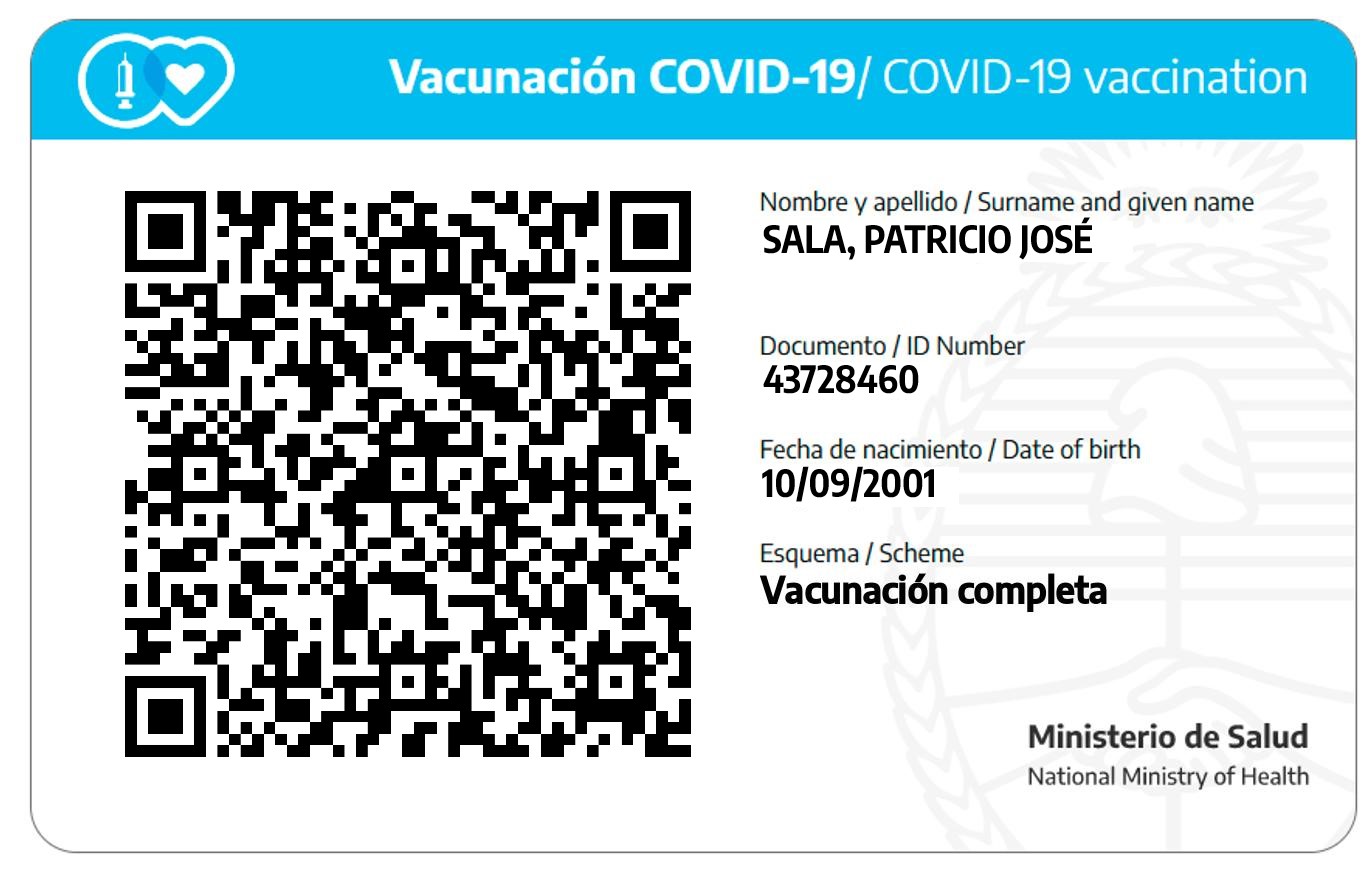 Vacunación COVID-19/ COVID-19 vaccination
Nombre y apellido / Surname and given name
SALA, PATRICIO JOSÉ
Documento / ID Number
43728460
Fecha de nacimiento / Date of birth
10/09/2001
Esquema / Scheme
Vacunación completa
Ministerio de Salud
National Ministry of Health